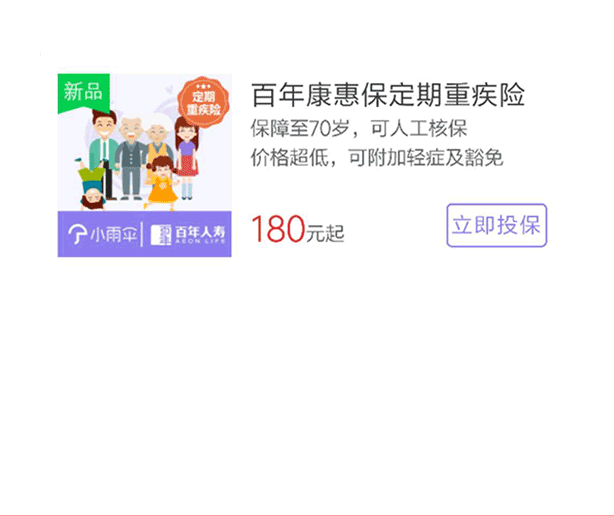 新品
定期
重疾险
小雨伞
百年人寿
AEON LIFE
百年康惠保定期重疾险
保障至70岁，可人工核保
价格超低，可附加轻症及豁免
180元起
立即投保